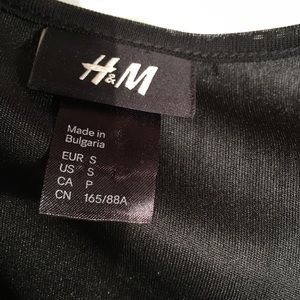 H&M
Made in
Bulgaria
EUR S
US S
CA P
CN 165/88A